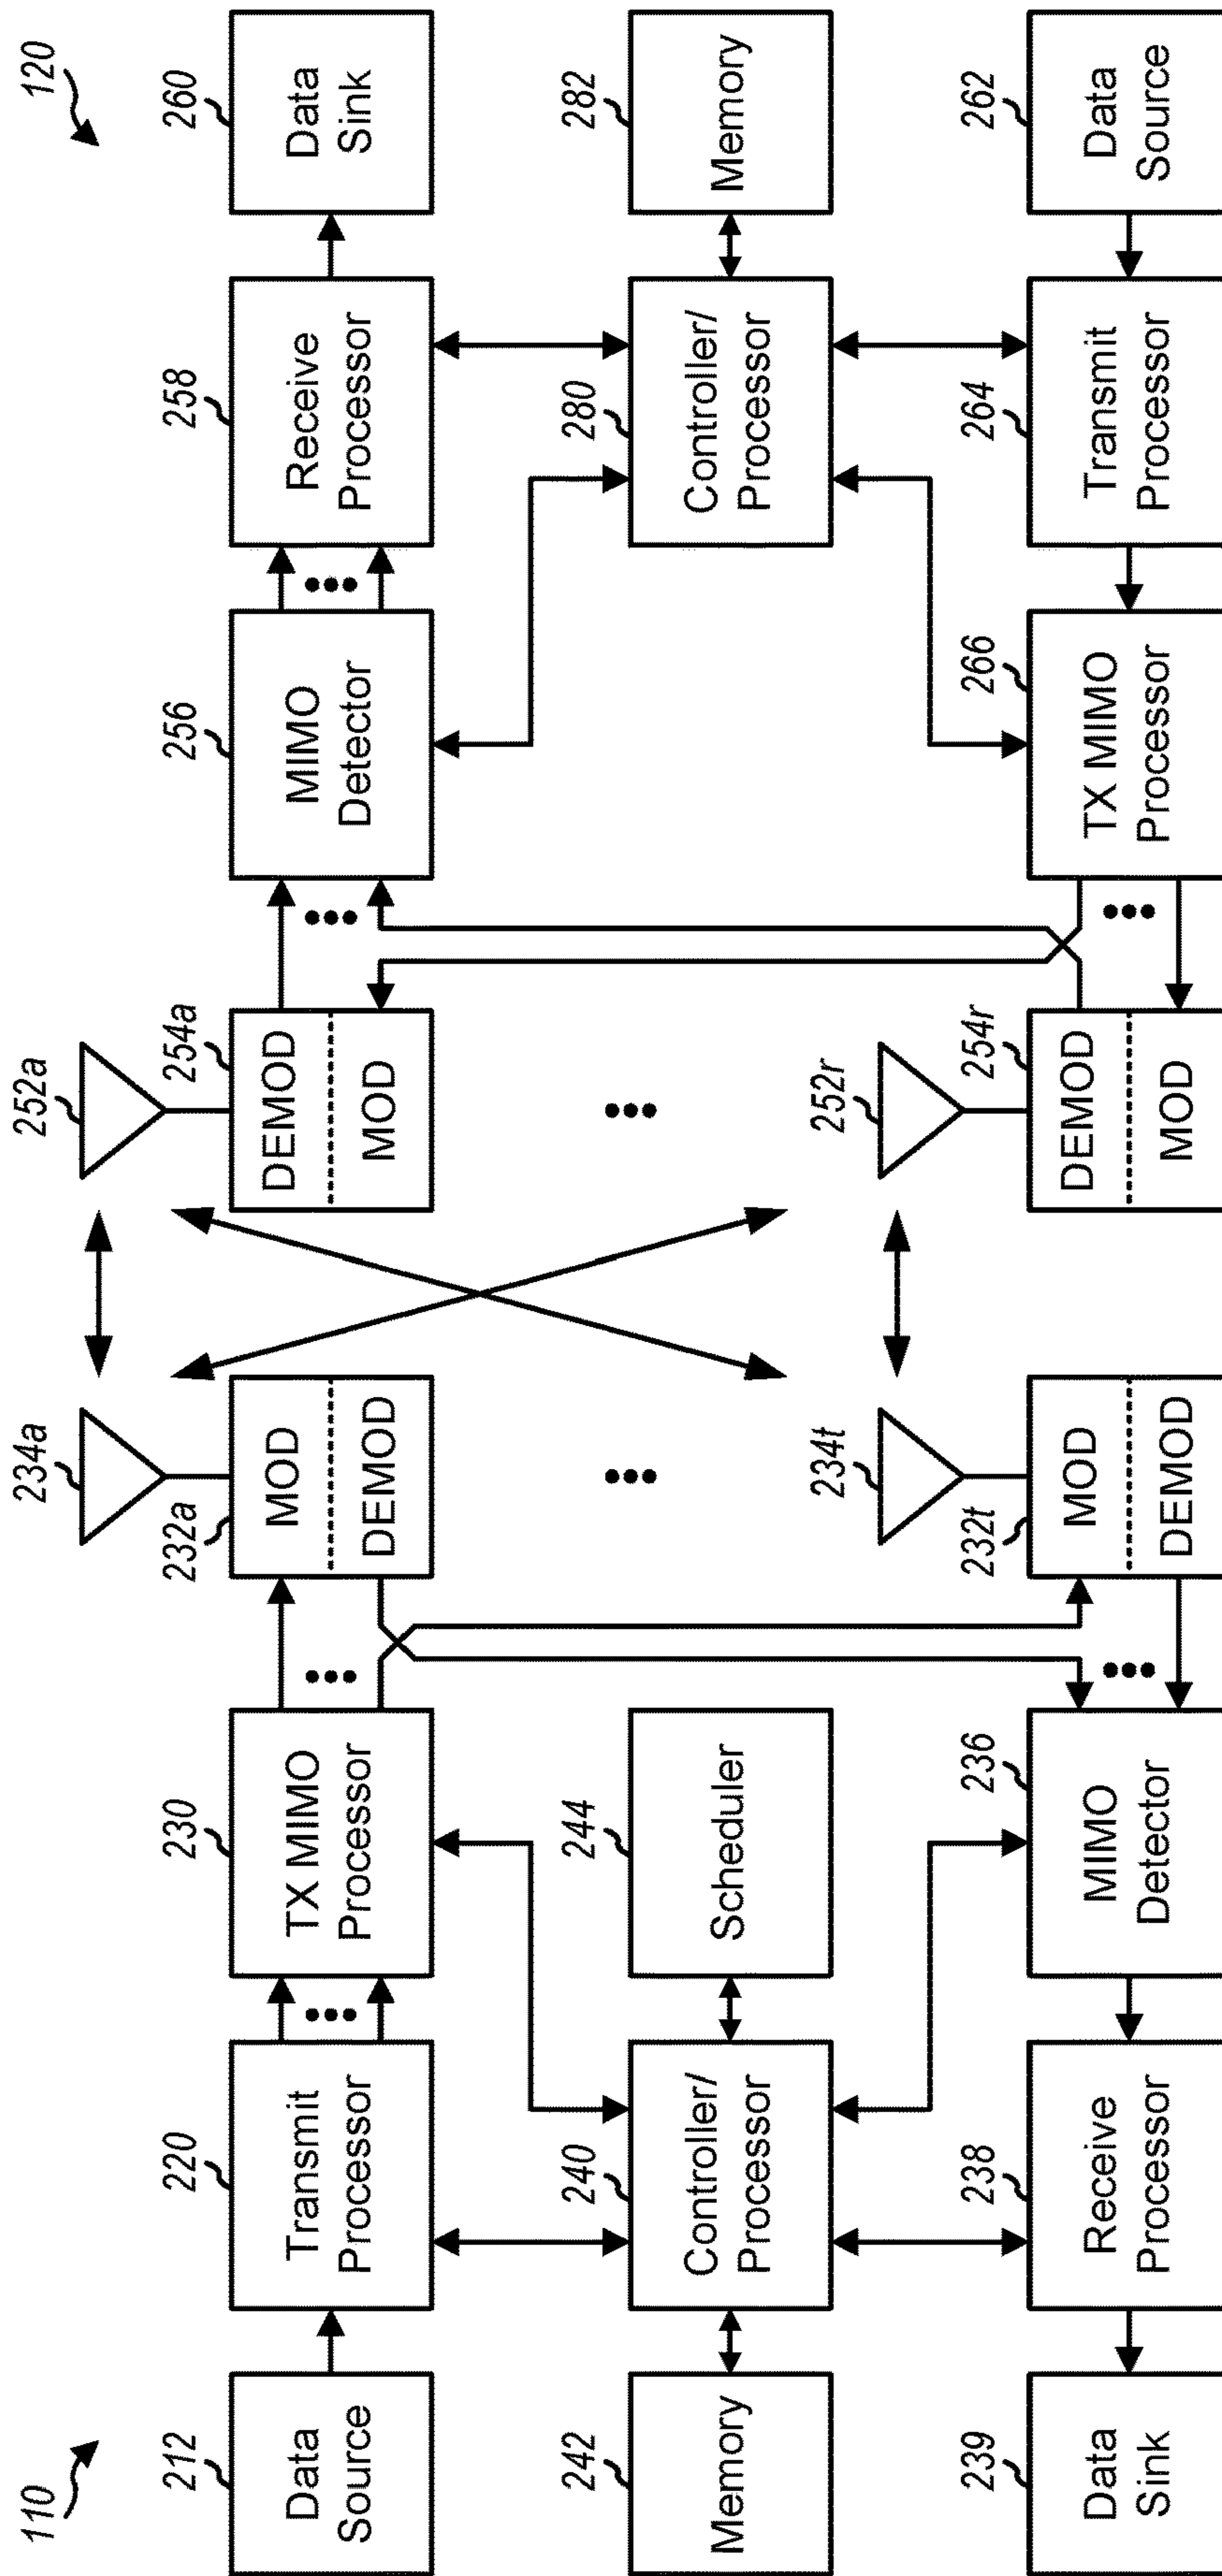 110
120
212
Data
Source
220
Transmit
Processor
230
TX MIMO
Processor
232a
MOD
DEMOD
234a
252a
254a
DEMOD
MOD
256
MIMO
Detector
258
Receive
Processor
260
Data
Sink
242
Memory
240
Controller/
Processor
244
Scheduler
280
Controller/
Processor
282
Memory
239
Data
Sink
238
Receive
Processor
236
MIMO
Detector
232t
MOD
DEMOD
234t
252r
254r
DEMOD
MOD
266
TX MIMO
Processor
264
Transmit
Processor
262
Data
Source